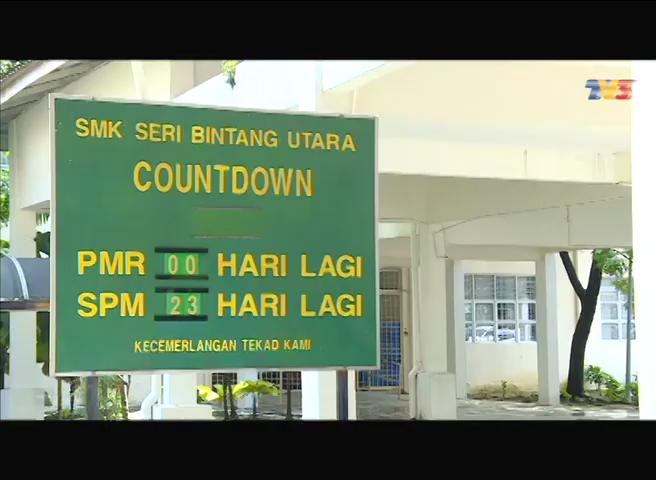 TV3
SMK SERI BINTANG UTARA
COUNTDOWN
PMR 00 HARI LAGI
SPM 23 HARI LAGI
KECEMERLANGAN TEKAD KAMI